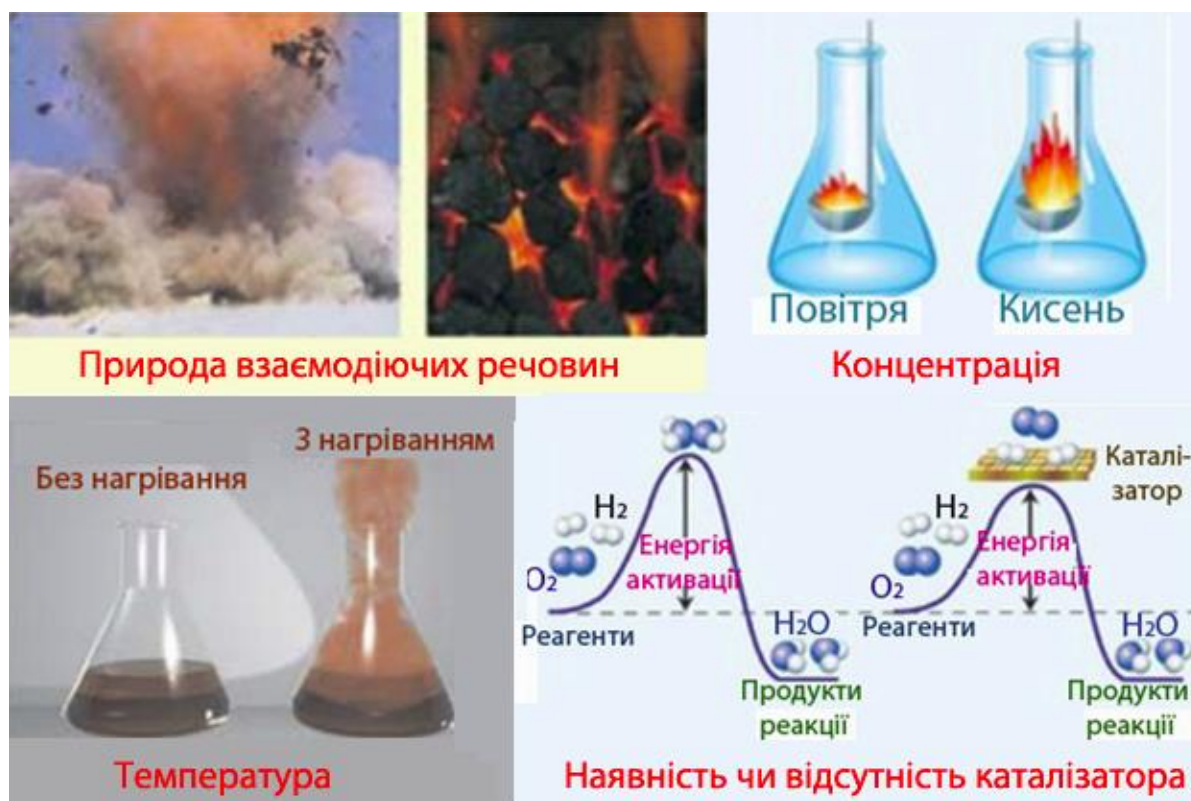 Повітря
Кисень
Природа взаємодіючих речовин
Концентрація
Без нагрівання
З нагріванням
Температура
H₂
O₂
Енергія
активації
Реагенти
H₂O
Продукти
реакції
Каталі-
затор
H₂
O₂
Енергія
активації
Реагенти
H₂O
Продукти
реакції
Наявність чи відсутність каталізатора